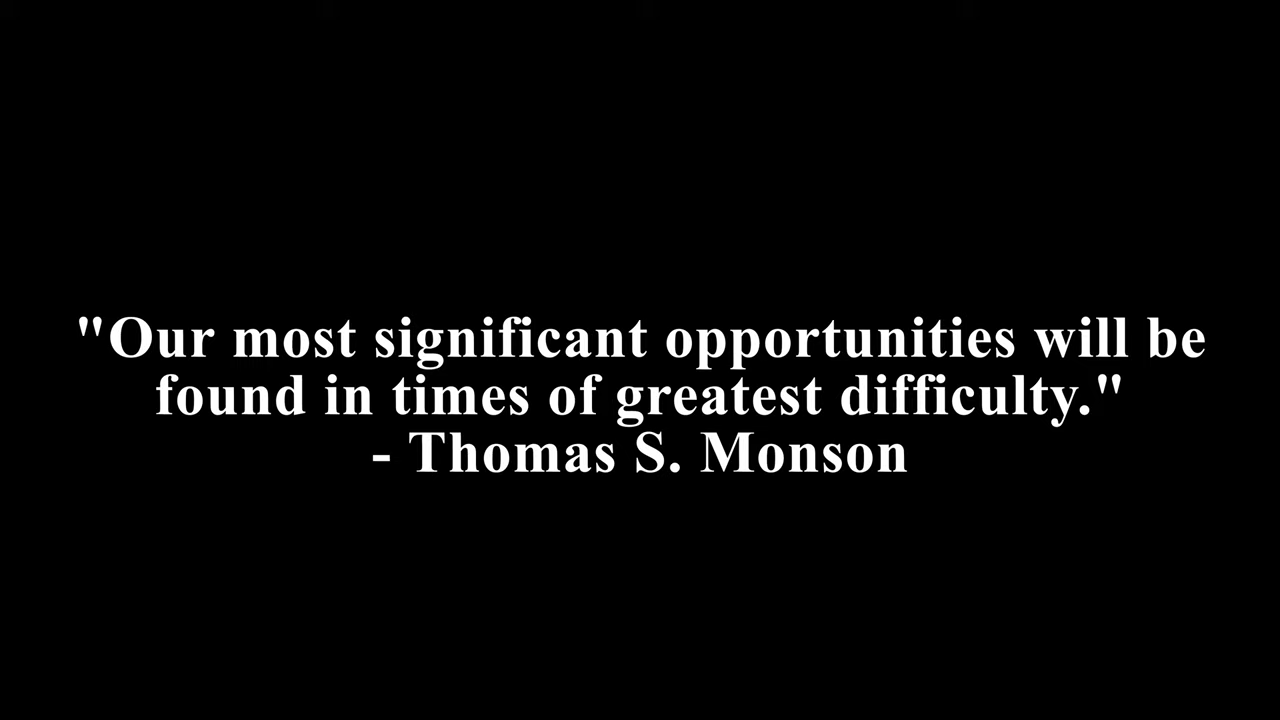 "Our most significant opportunities will be
found in times of greatest difficulty."
- Thomas S. Monson